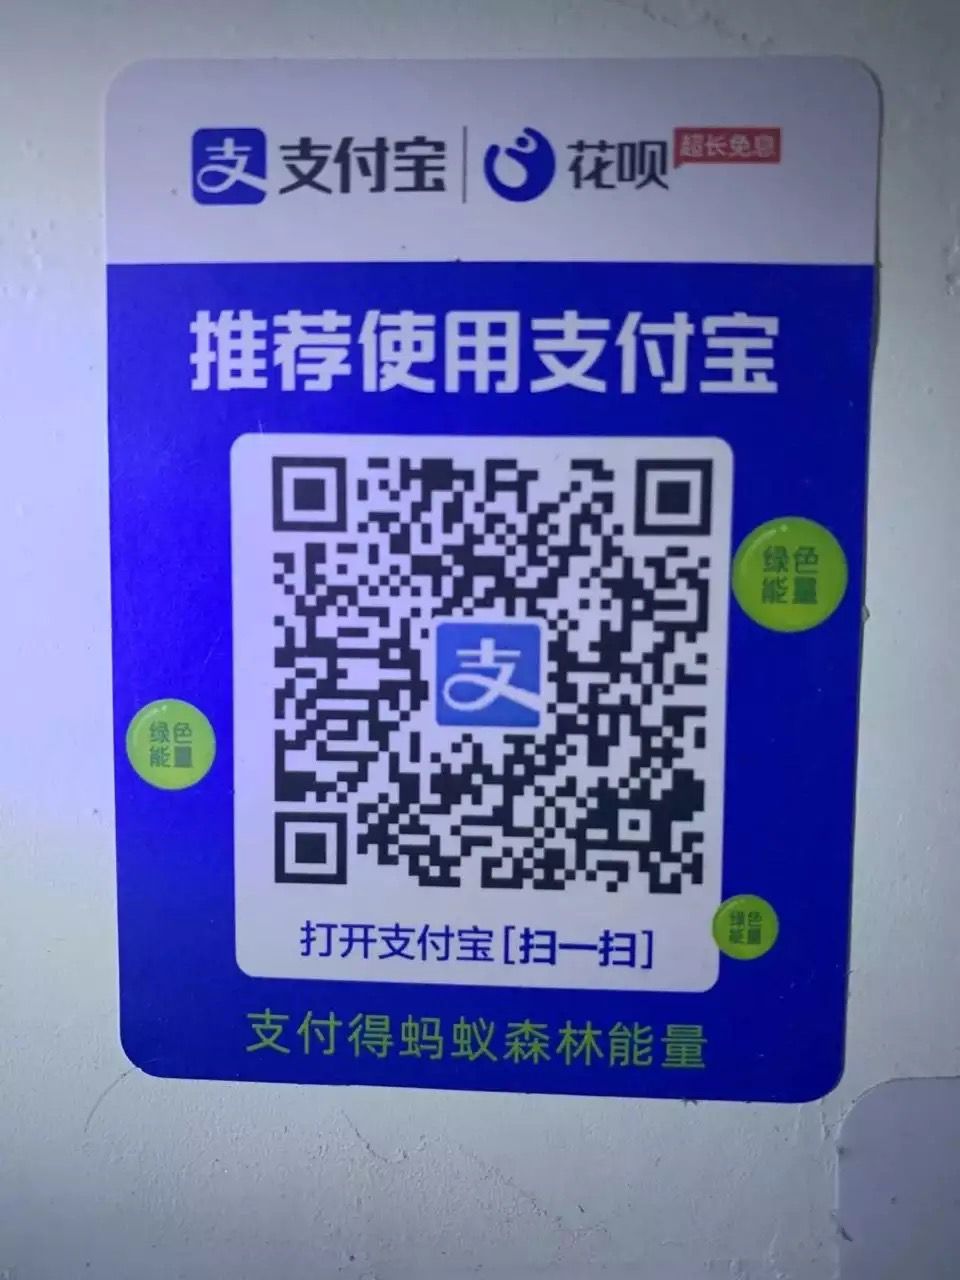 支 支付宝 花呗 超长免息
推荐使用支付宝
绿色
能量
支
绿色
能量
绿色
能量
打开支付宝[扫一扫]
支付得蚂蚁森林能量